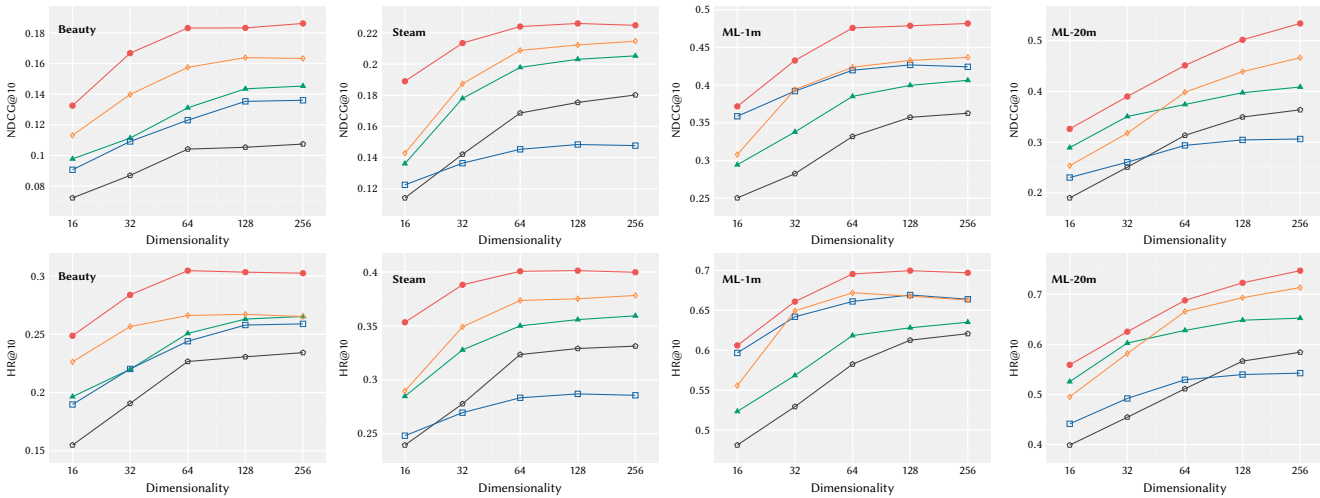 Beauty
NDCG@10
0.18
0.16
0.14
0.12
0.1
0.08
16 32 64 128 256
Dimensionality
Steam
NDCG@10
0.22
0.2
0.18
0.16
0.14
0.12
16 32 64 128 256
Dimensionality
ML-1m
NDCG@10
0.5
0.45
0.4
0.35
0.3
0.25
16 32 64 128 256
Dimensionality
ML-20m
NDCG@10
0.5
0.4
0.3
0.2
16 32 64 128 256
Dimensionality
Beauty
HR@10
0.3
0.25
0.2
0.15
16 32 64 128 256
Dimensionality
Steam
HR@10
0.4
0.35
0.3
0.25
16 32 64 128 256
Dimensionality
ML-1m
HR@10
0.7
0.65
0.6
0.55
0.5
16 32 64 128 256
Dimensionality
ML-20m
HR@10
0.7
0.6
0.5
0.4
16 32 64 128 256
Dimensionality